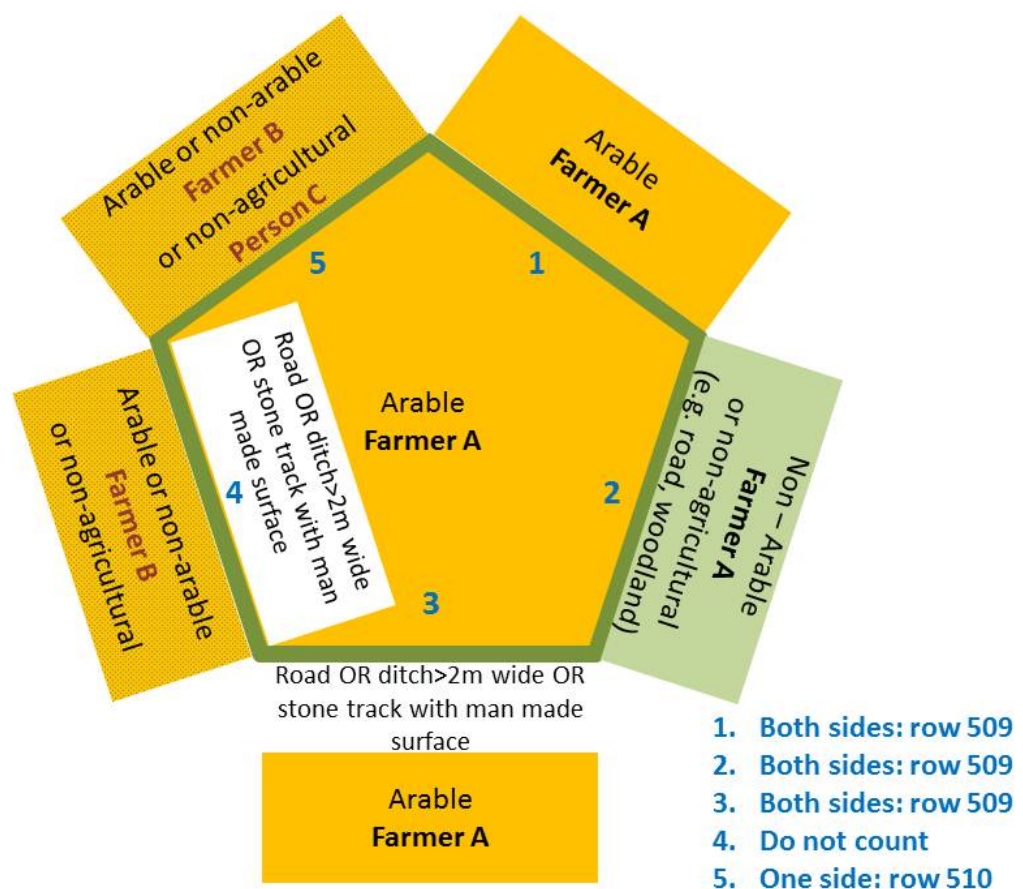 Arable or non-arable
Farmer B
or non-agricultural
Person C
Arable
Farmer A
5
1
Road OR ditch>2m wide
OR stone track with man
made surface
Arable
Farmer A
Arable or non-arable
Farmer B
or non-agricultural
4
2
Non – Arable
or non-agricultural
Farmer A
(e.g. road, woodland)
3
Road OR ditch>2m wide OR
stone track with man made
surface
Arable
Farmer A
1. Both sides: row 509
2. Both sides: row 509
3. Both sides: row 509
4. Do not count
5. One side: row 510